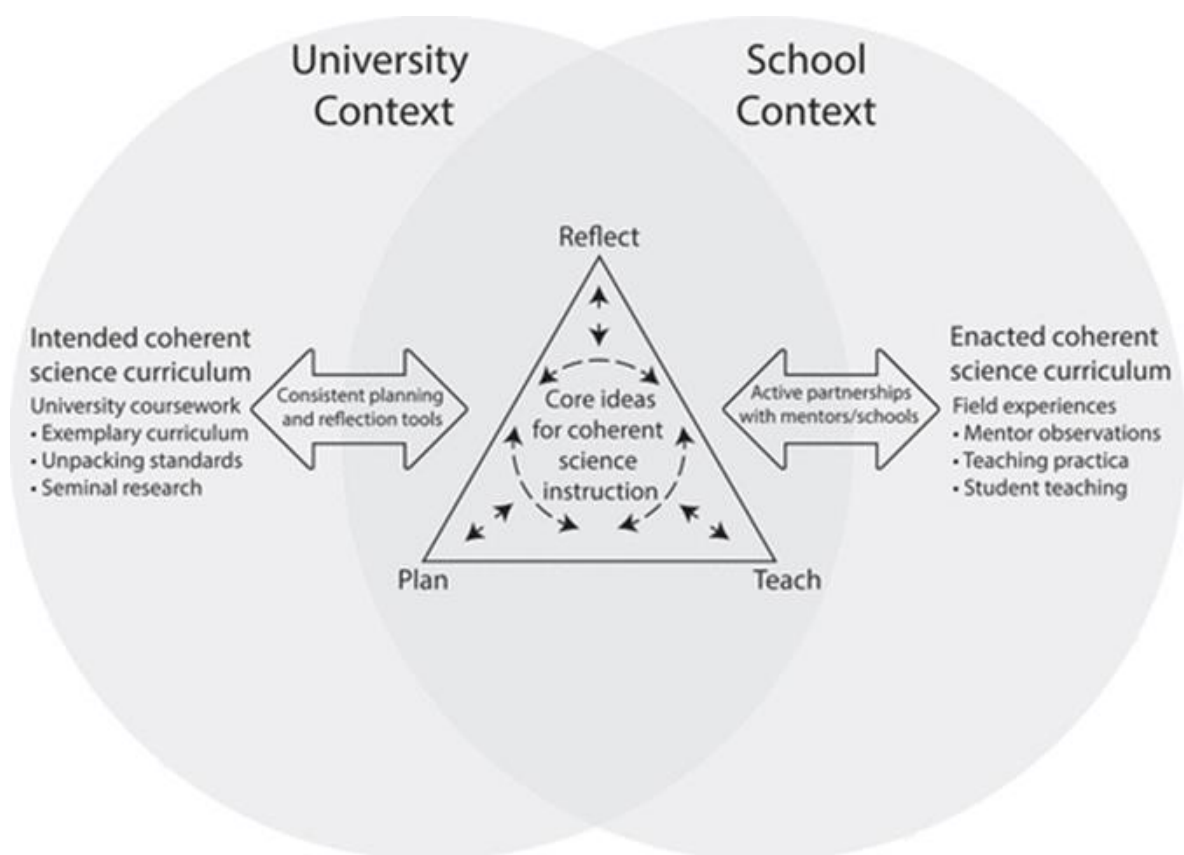 University
Context
School
Context
Reflect
Intended coherent
science curriculum
University coursework
• Exemplary curriculum
• Unpacking standards
• Seminal research
Consistent planning
and reflection tools
Core ideas
for coherent
science
instruction
Active partnerships
with mentors/schools
Enacted coherent
science curriculum
Field experiences
• Mentor observations
• Teaching practica
• Student teaching
Plan
Teach